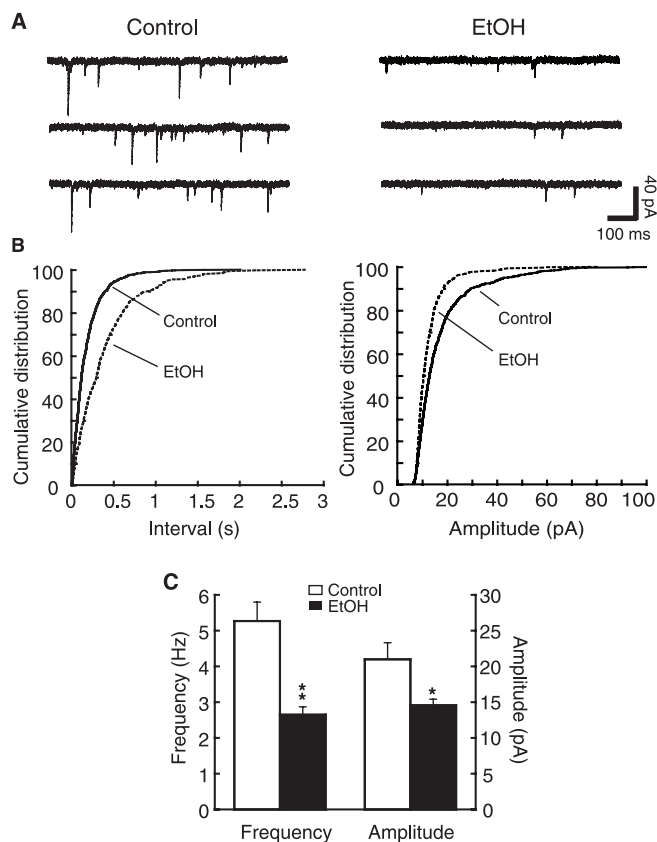 A
Control
EtOH
40 pA
100 ms
B
100
80
60
40
20
0
Cumulative distribution
Control
EtOH
0 0.5 1 1.5 2 2.5 3
Interval (s)
100
80
60
40
20
0
Cumulative distribution
Control
EtOH
0 20 40 60 80 100
Amplitude (pA)
C
Control
EtOH
6
5
4
3
2
1
0
Frequency (Hz)
**
*
30
25
20
15
10
5
0
Amplitude (pA)
Frequency Amplitude